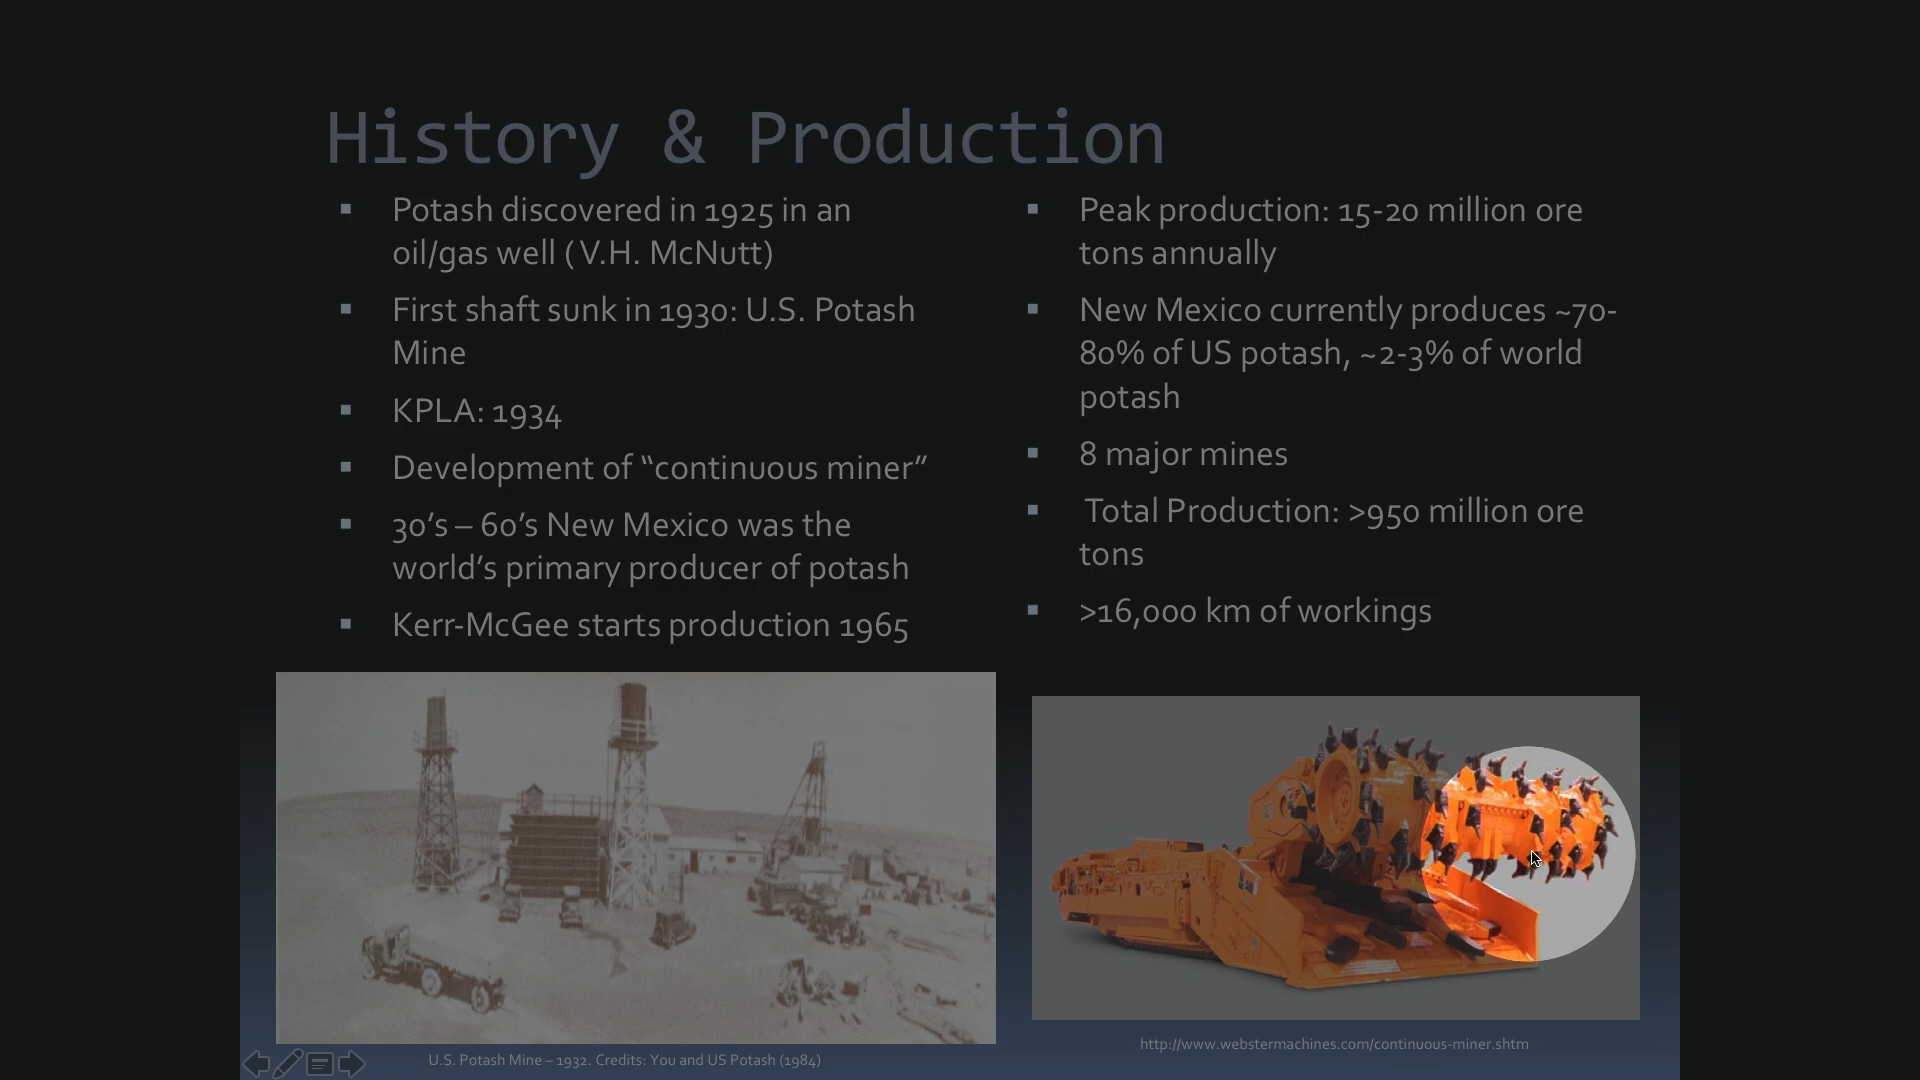 History & Production
▪ Potash discovered in 1925 in an
oil/gas well (V.H. McNutt)
▪ First shaft sunk in 1930: U.S. Potash
Mine
▪ KPLA: 1934
▪ Development of “continuous miner”
▪ 30’s – 60’s New Mexico was the
world’s primary producer of potash
▪ Kerr-McGee starts production 1965
▪ Peak production: 15-20 million ore
tons annually
▪ New Mexico currently produces ~70-
80% of US potash, ~2-3% of world
potash
▪ 8 major mines
▪ Total Production: >950 million ore
tons
▪ >16,000 km of workings
U.S. Potash Mine – 1932. Credits: You and US Potash (1984)
http://www.webstermachines.com/continuous-miner.shtm